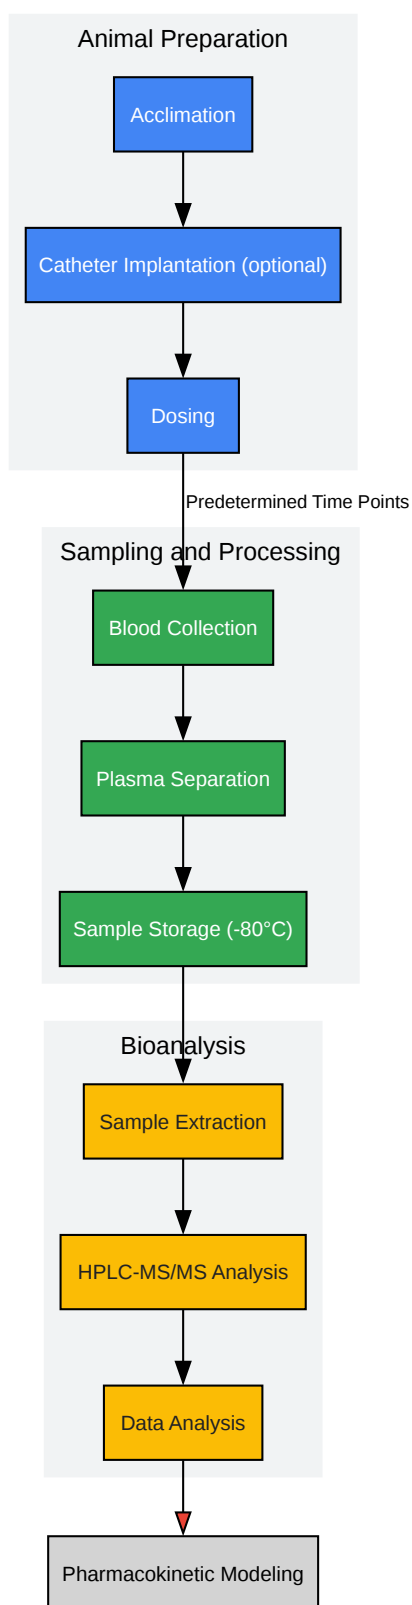 Animal Preparation
Acclimation
Catheter Implantation (optional)
Dosing
Predetermined Time Points
Sampling and Processing
Blood Collection
Plasma Separation
Sample Storage (-80°C)
Bioanalysis
Sample Extraction
HPLC-MS/MS Analysis
Data Analysis
Pharmacokinetic Modeling